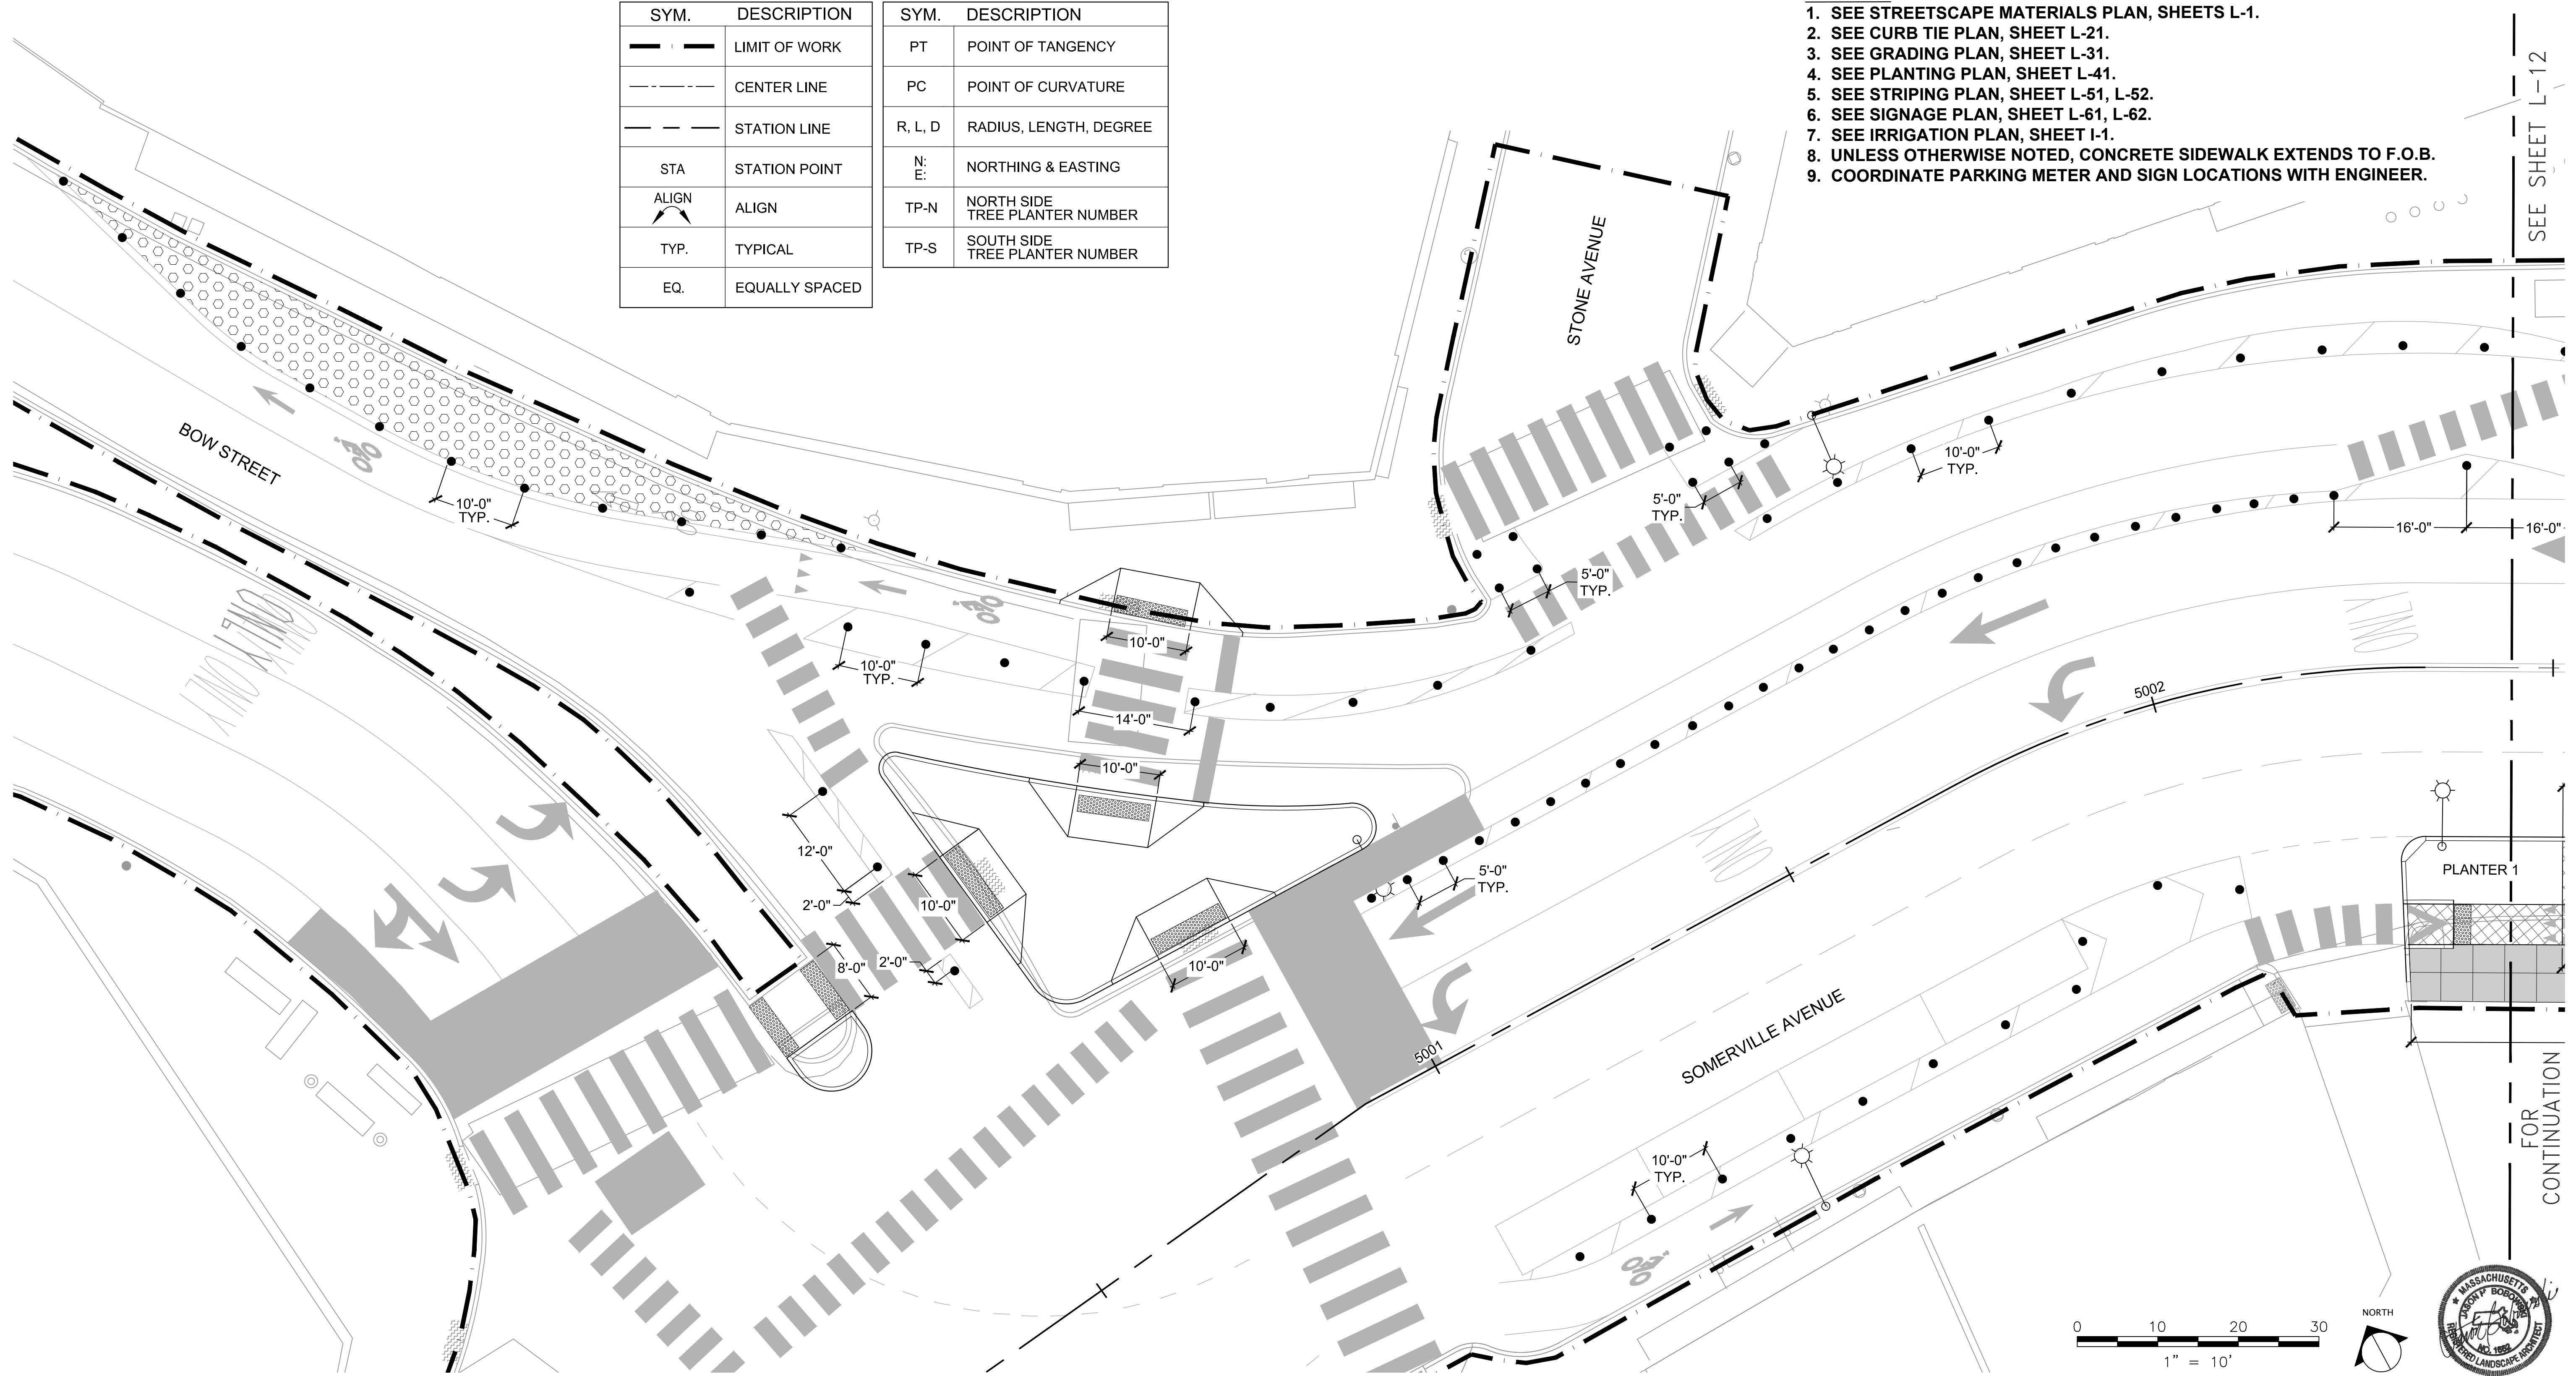 SYM. DESCRIPTION
LIMIT OF WORK
CENTER LINE
STATION LINE
STA STATION POINT
ALIGN ALIGN
TYP. TYPICAL
EQ. EQUALLY SPACED
SYM. DESCRIPTION
PT POINT OF TANGENCY
PC POINT OF CURVATURE
R, L, D RADIUS, LENGTH, DEGREE
N:
E: NORTHING & EASTING
TP-N NORTH SIDE
TREE PLANTER NUMBER
TP-S SOUTH SIDE
TREE PLANTER NUMBER
1. SEE STREETSCAPE MATERIALS PLAN, SHEETS L-1.
2. SEE CURB TIE PLAN, SHEET L-21.
3. SEE GRADING PLAN, SHEET L-31.
4. SEE PLANTING PLAN, SHEET L-41.
5. SEE STRIPING PLAN, SHEET L-51, L-52.
6. SEE SIGNAGE PLAN, SHEET L-61, L-62.
7. SEE IRRIGATION PLAN, SHEET I-1.
8. UNLESS OTHERWISE NOTED, CONCRETE SIDEWALK EXTENDS TO F.O.B.
9. COORDINATE PARKING METER AND SIGN LOCATIONS WITH ENGINEER.
SEE SHEET L-12
STONE AVENUE
BOW STREET
10'-0"
TYP.
10'-0"
TYP.
5'-0"
TYP.
16'-0"
16'-0"
5'-0"
TYP.
ONLY
10'-0"
10'-0"
TYP.
14'-0"
10'-0"
5002
12'-0"
2'-0"
10'-0"
5'-0"
TYP.
PLANTER 1
8'-0"
2'-0"
10'-0"
5001
SOMERVILLE AVENUE
10'-0"
TYP.
FOR
CONTINUATION
0 10 20 30
1" = 10'
NORTH
MASSACHUSETTS
JASON P BOBOWSKI
NO. 1662
REGISTERED LANDSCAPE ARCHITECT